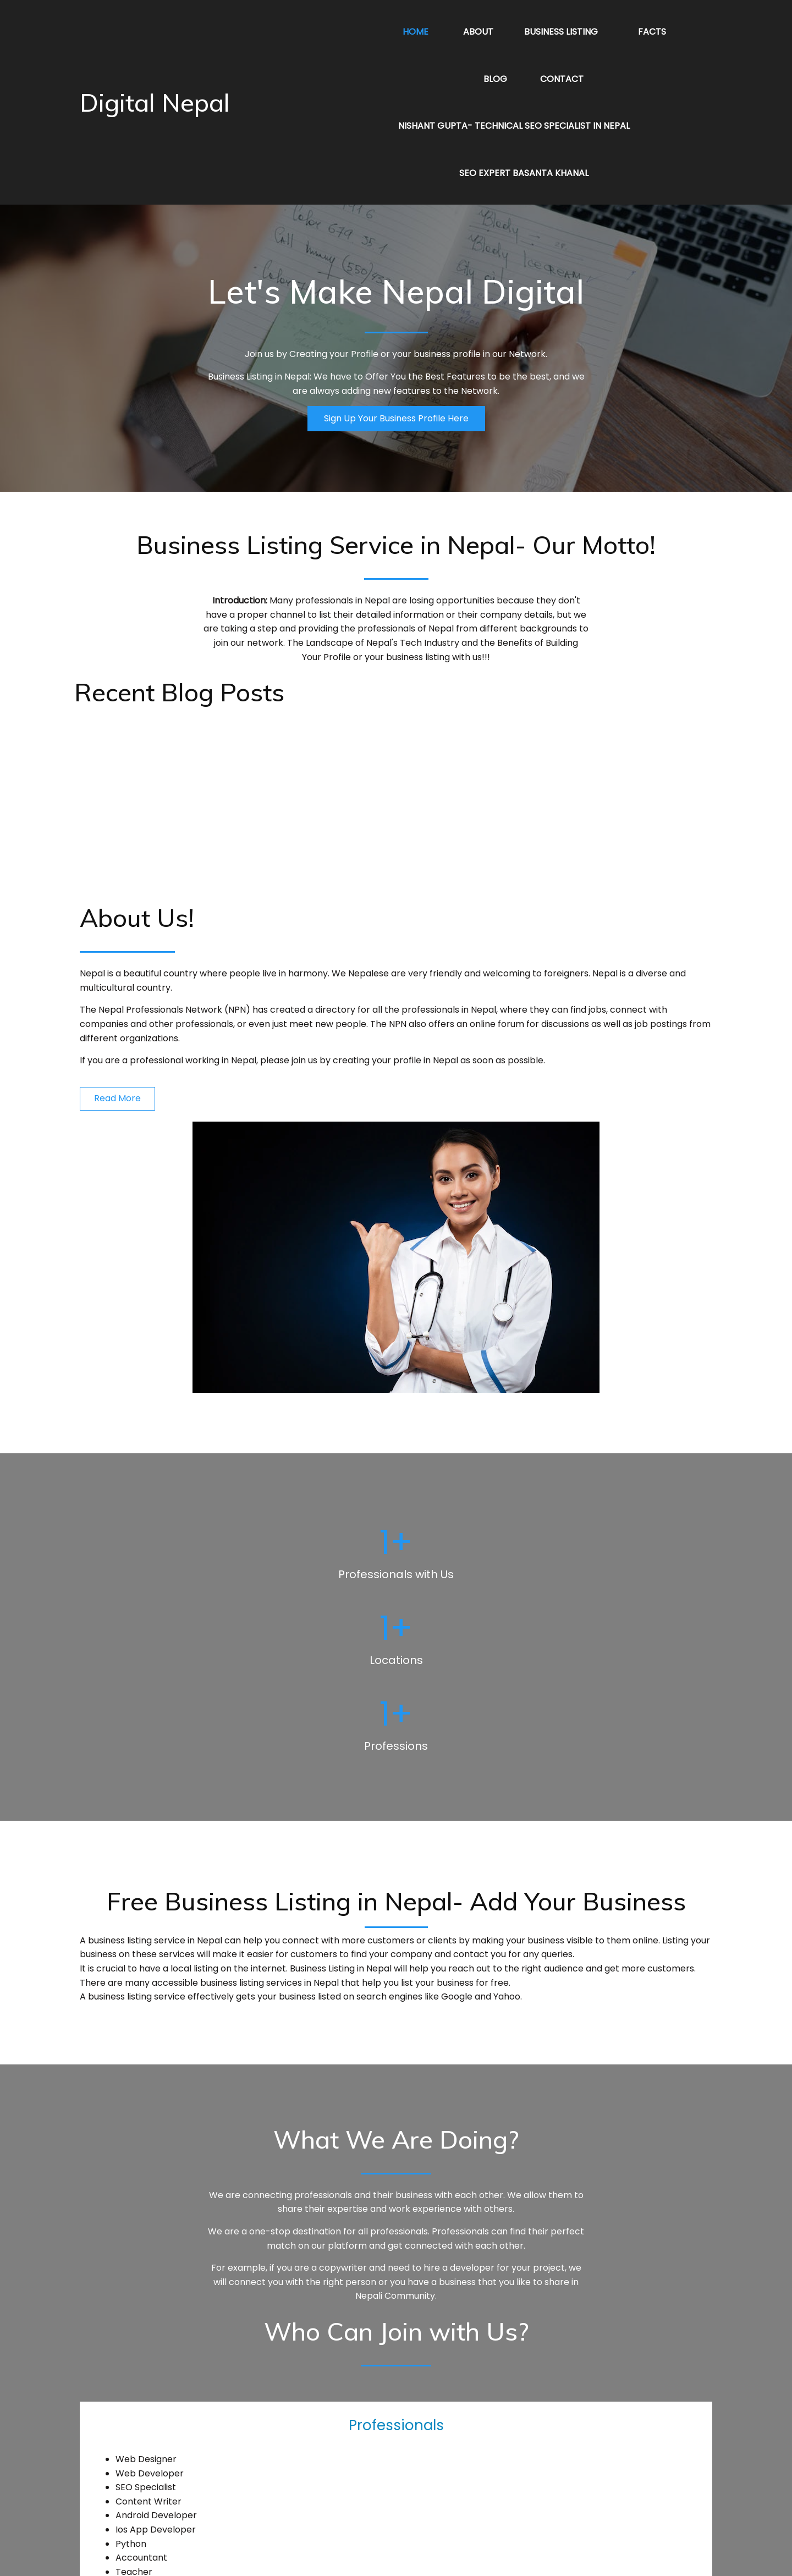 HOME
ABOUT
BUSINESS LISTING
FACTS
BLOG
CONTACT
Digital Nepal
NISHANT GUPTA- TECHNICAL SEO SPECIALIST IN NEPAL
SEO EXPERT BASANTA KHANAL
Let's Make Nepal Digital
Join us by Creating your Profile or your business profile in our Network.
Business Listing in Nepal: We have to Offer You the Best Features to be the best, and we
are always adding new features to the Network.
Sign Up Your Business Profile Here
Business Listing Service in Nepal- Our Motto!
Introduction: Many professionals in Nepal are losing opportunities because they don't
have a proper channel to list their detailed information or their company details, but we
are taking a step and providing the professionals of Nepal from different backgrounds to
join our network. The Landscape of Nepal's Tech Industry and the Benefits of Building
Your Profile or your business listing with us!!!
Recent Blog Posts
About Us!
Nepal is a beautiful country where people live in harmony. We Nepalese are very friendly and welcoming to foreigners. Nepal is a diverse and
multicultural country.
The Nepal Professionals Network (NPN) has created a directory for all the professionals in Nepal, where they can find jobs, connect with
companies and other professionals, or even just meet new people. The NPN also offers an online forum for discussions as well as job postings from
different organizations.
If you are a professional working in Nepal, please join us by creating your profile in Nepal as soon as possible.
Read More
1+
Professionals with Us
1+
Locations
1+
Professions
Free Business Listing in Nepal- Add Your Business
A business listing service in Nepal can help you connect with more customers or clients by making your business visible to them online. Listing your
business on these services will make it easier for customers to find your company and contact you for any queries.
It is crucial to have a local listing on the internet. Business Listing in Nepal will help you reach out to the right audience and get more customers.
There are many accessible business listing services in Nepal that help you list your business for free.
A business listing service effectively gets your business listed on search engines like Google and Yahoo.
What We Are Doing?
We are connecting professionals and their business with each other. We allow them to
share their expertise and work experience with others.
We are a one-stop destination for all professionals. Professionals can find their perfect
match on our platform and get connected with each other.
For example, if you are a copywriter and need to hire a developer for your project, we
will connect you with the right person or you have a business that you like to share in
Nepali Community.
Who Can Join with Us?
Professionals
Web Designer
Web Developer
SEO Specialist
Content Writer
Android Developer
Ios App Developer
Python
Accountant
Teacher